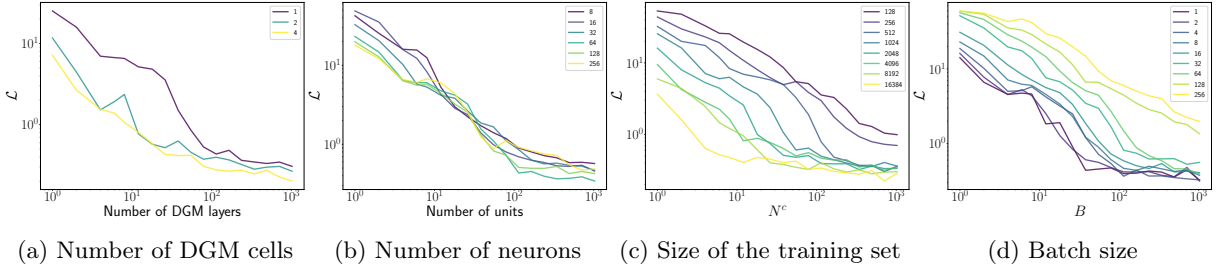 1
2
4
10¹
10⁰
ℒ
10⁰ 10¹ 10² 10³
Number of DGM layers
(a) Number of DGM cells
8
16
32
64
128
256
10¹
10⁰
ℒ
10⁰ 10¹ 10² 10³
Number of units
(b) Number of neurons
128
256
512
1024
2048
4096
8192
16384
10¹
10⁰
ℒ
10⁰ 10¹ 10² 10³
Nᶜ
(c) Size of the training set
1
2
4
8
16
32
64
128
256
10¹
10⁰
ℒ
10⁰ 10¹ 10² 10³
B
(d) Batch size